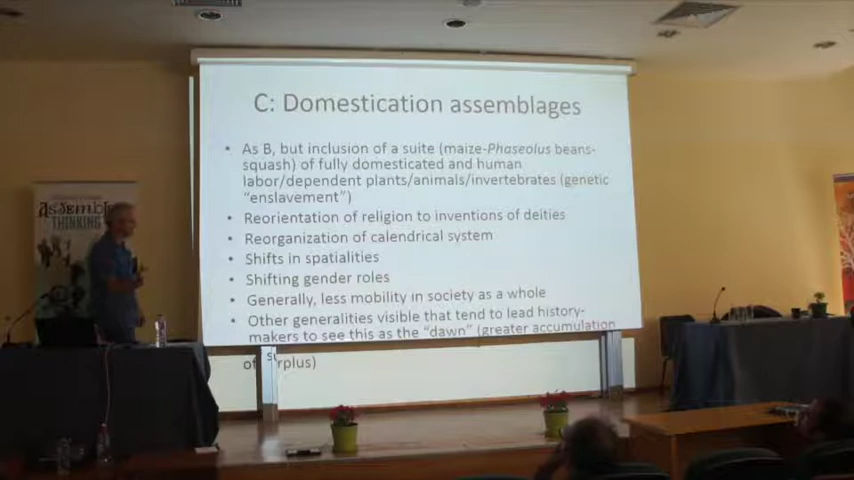 C: Domestication assemblages
• As B, but inclusion of a suite (maize-Phaseolus beans-
squash) of fully domesticated and human
labor/dependent plants/animals/invertebrates (genetic
"enslavement")
• Reorientation of religion to inventions of deities
• Reorganization of calendrical system
• Shifts in spatialities
• Shifting gender roles
• Generally, less mobility in society as a whole
• Other generalities visible that tend to lead history-
makers to see this as the "dawn" (greater accumulation
of surplus)
THINKING